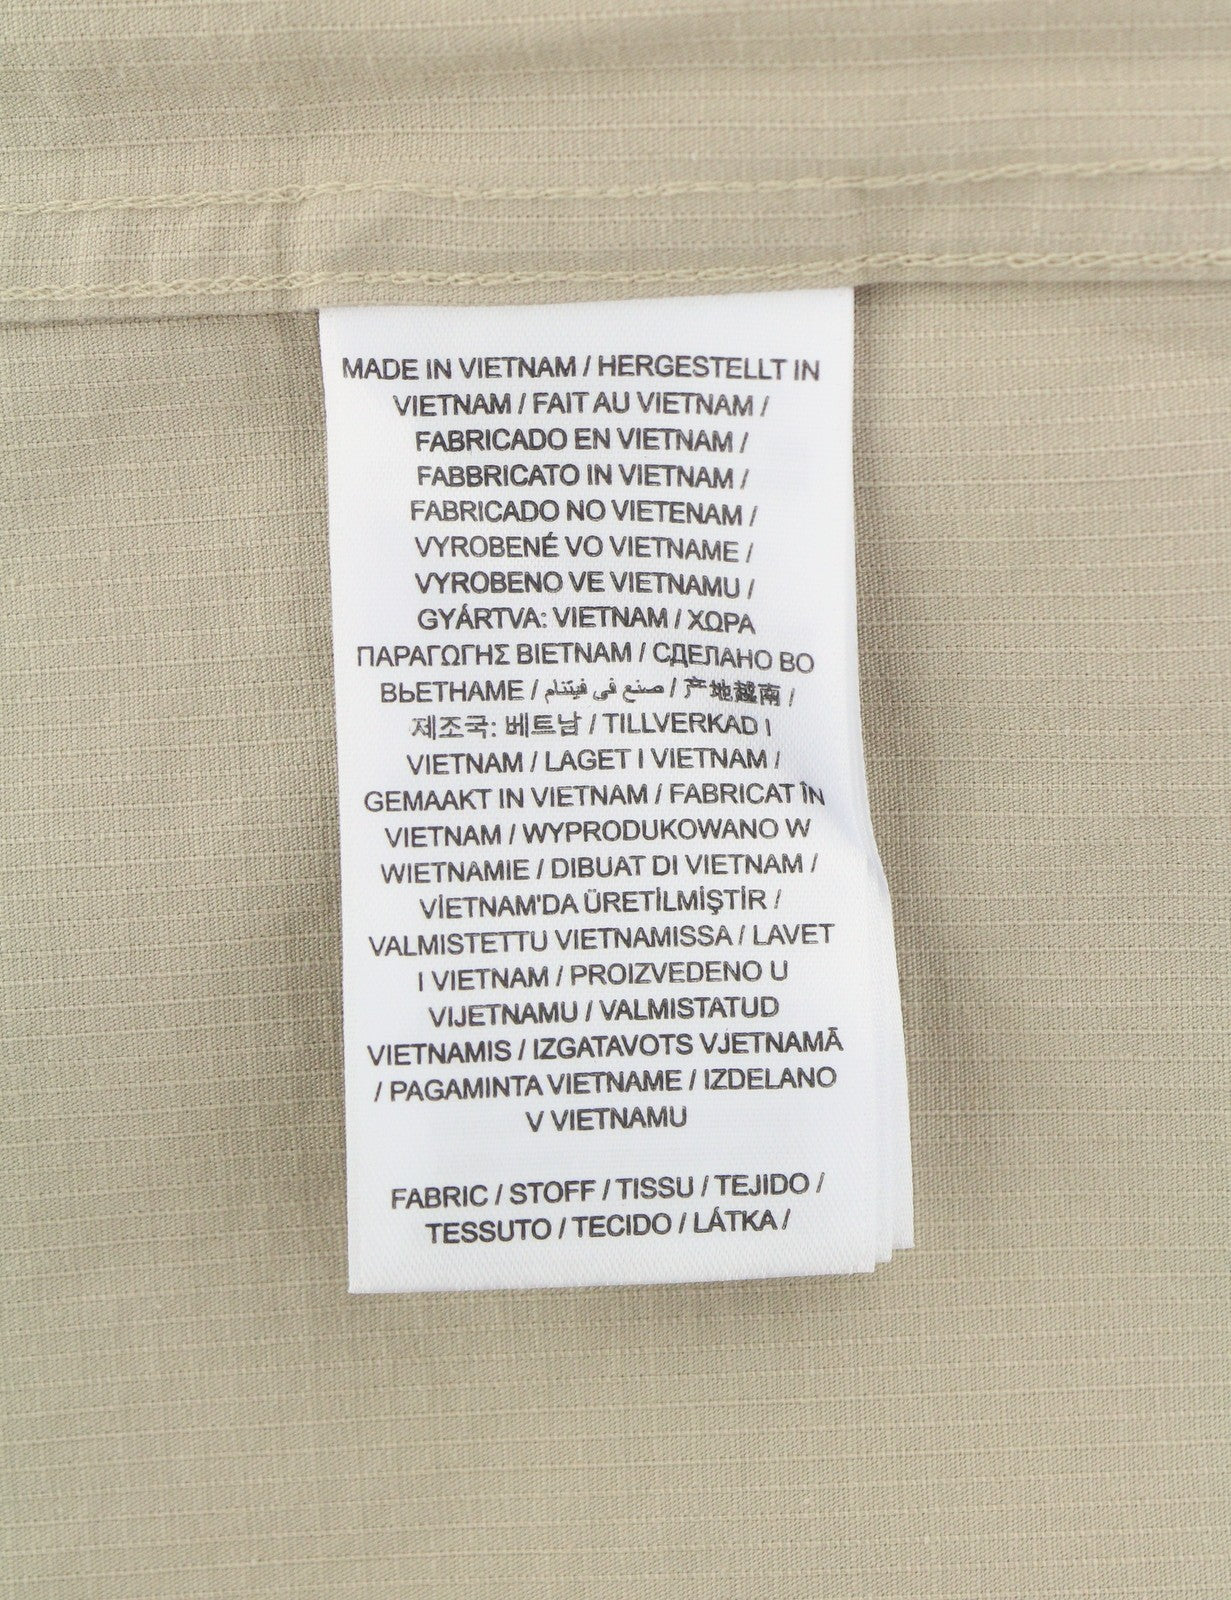 MADE IN VIETNAM / HERGESTELLT IN
VIETNAM / FAIT AU VIETNAM /
FABRICADO EN VIETNAM /
FABBRICATO IN VIETNAM /
FABRICADO NO VIETENAM /
VYROBENÉ VO VIETNAME /
VYROBENO VE VIETNAMU /
GYÁRTVA: VIETNAM / ΧΩΡΑ
ΠΑΡΑΓΩΓΗΣ ΒΙΕΤΝΑΜ / СДЕЛАНО ВО
ВЬЕТНАМЕ / صنع في فيتنام / 产地越南 /
제조국: 베트남 / TILLVERKAD I
VIETNAM / LAGET I VIETNAM /
GEMAAKT IN VIETNAM / FABRICAT ÎN
VIETNAM / WYPRODUKOWANO W
WIETNAMIE / DIBUAT DI VIETNAM /
VİETNAM'DA ÜRETİLMİŞTİR /
VALMISTETTU VIETNAMISSA / LAVET
I VIETNAM / PROIZVEDENO U
VIJETNAMU / VALMISTATUD
VIETNAMIS / IZGATAVOTS VJETNAMĀ
/ PAGAMINTA VIETNAME / IZDELANO
V VIETNAMU
FABRIC / STOFF / TISSU / TEJIDO /
TESSUTO / TECIDO / LÁTKA /